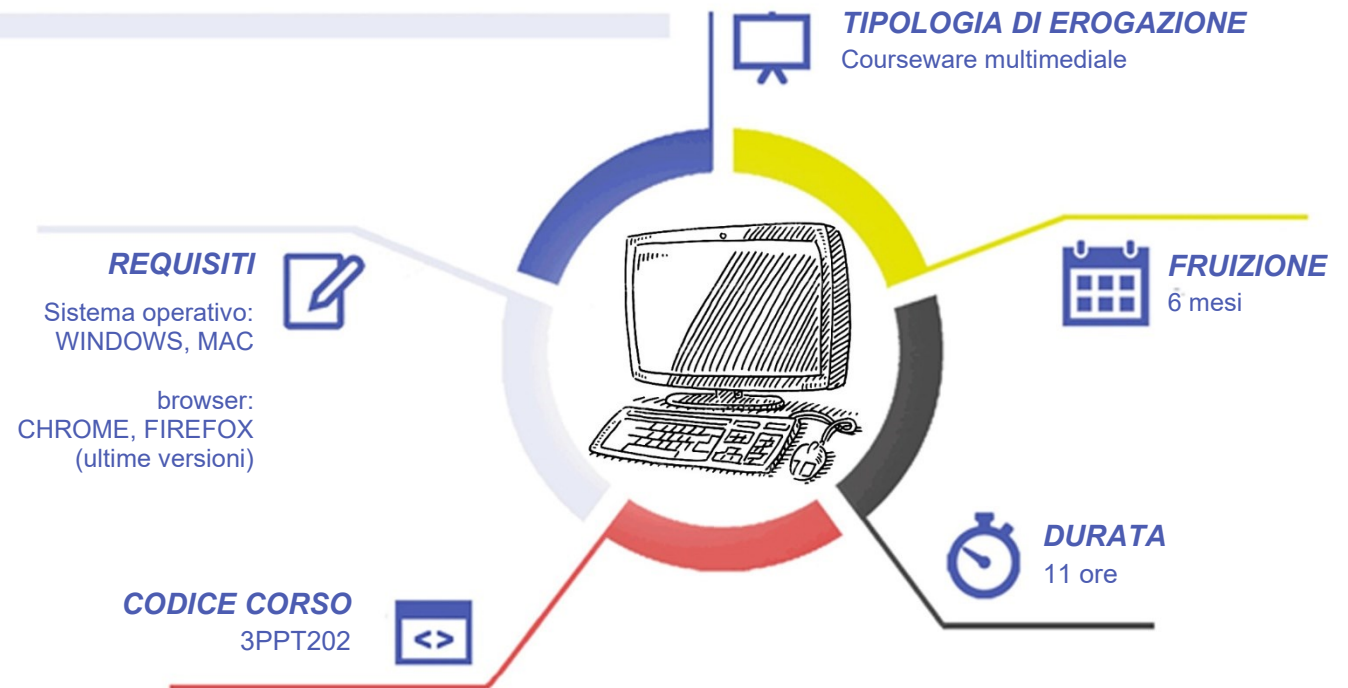 TIPOLOGIA DI EROGAZIONE
Courseware multimediale
REQUISITI
Sistema operativo:
WINDOWS, MAC
browser:
CHROME, FIREFOX
(ultime versioni)
FRUIZIONE
6 mesi
DURATA
11 ore
CODICE CORSO
3PPT202
<>